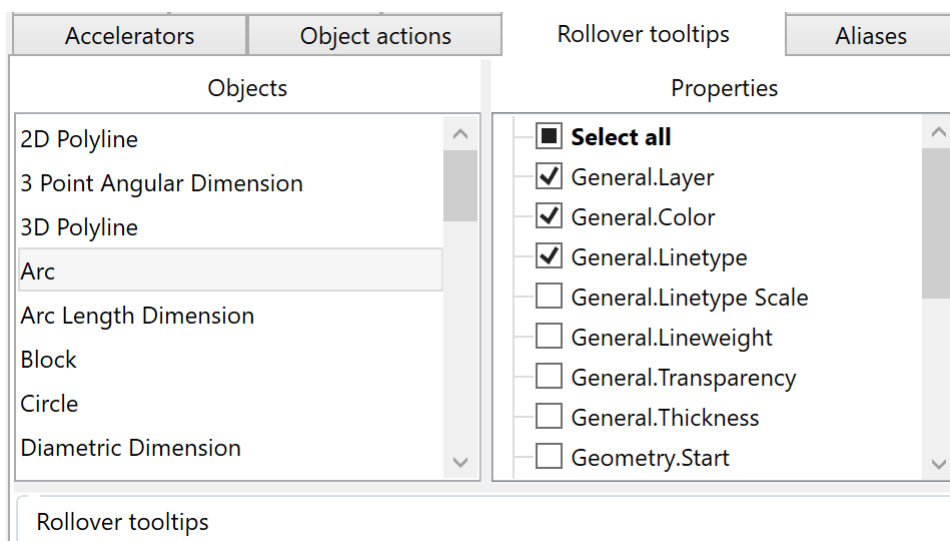 Accelerators
Object actions
Rollover tooltips
Aliases
Objects
2D Polyline
3 Point Angular Dimension
3D Polyline
Arc
Arc Length Dimension
Block
Circle
Diametric Dimension
Properties
Select all
General.Layer
General.Color
General.Linetype
General.Linetype Scale
General.Lineweight
General.Transparency
General.Thickness
Geometry.Start
Rollover tooltips